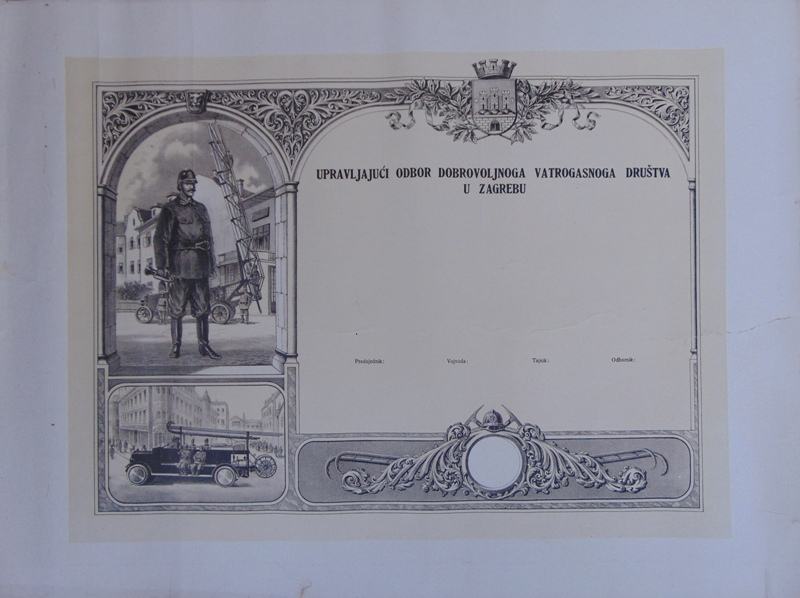 UPRAVLJAJUĆI ODBOR DOBROVOLJNOGA VATROGASNOGA DRUŠTVA
U ZAGREBU
Predsjednik: Vojvoda: Tajnik: Odbornik: